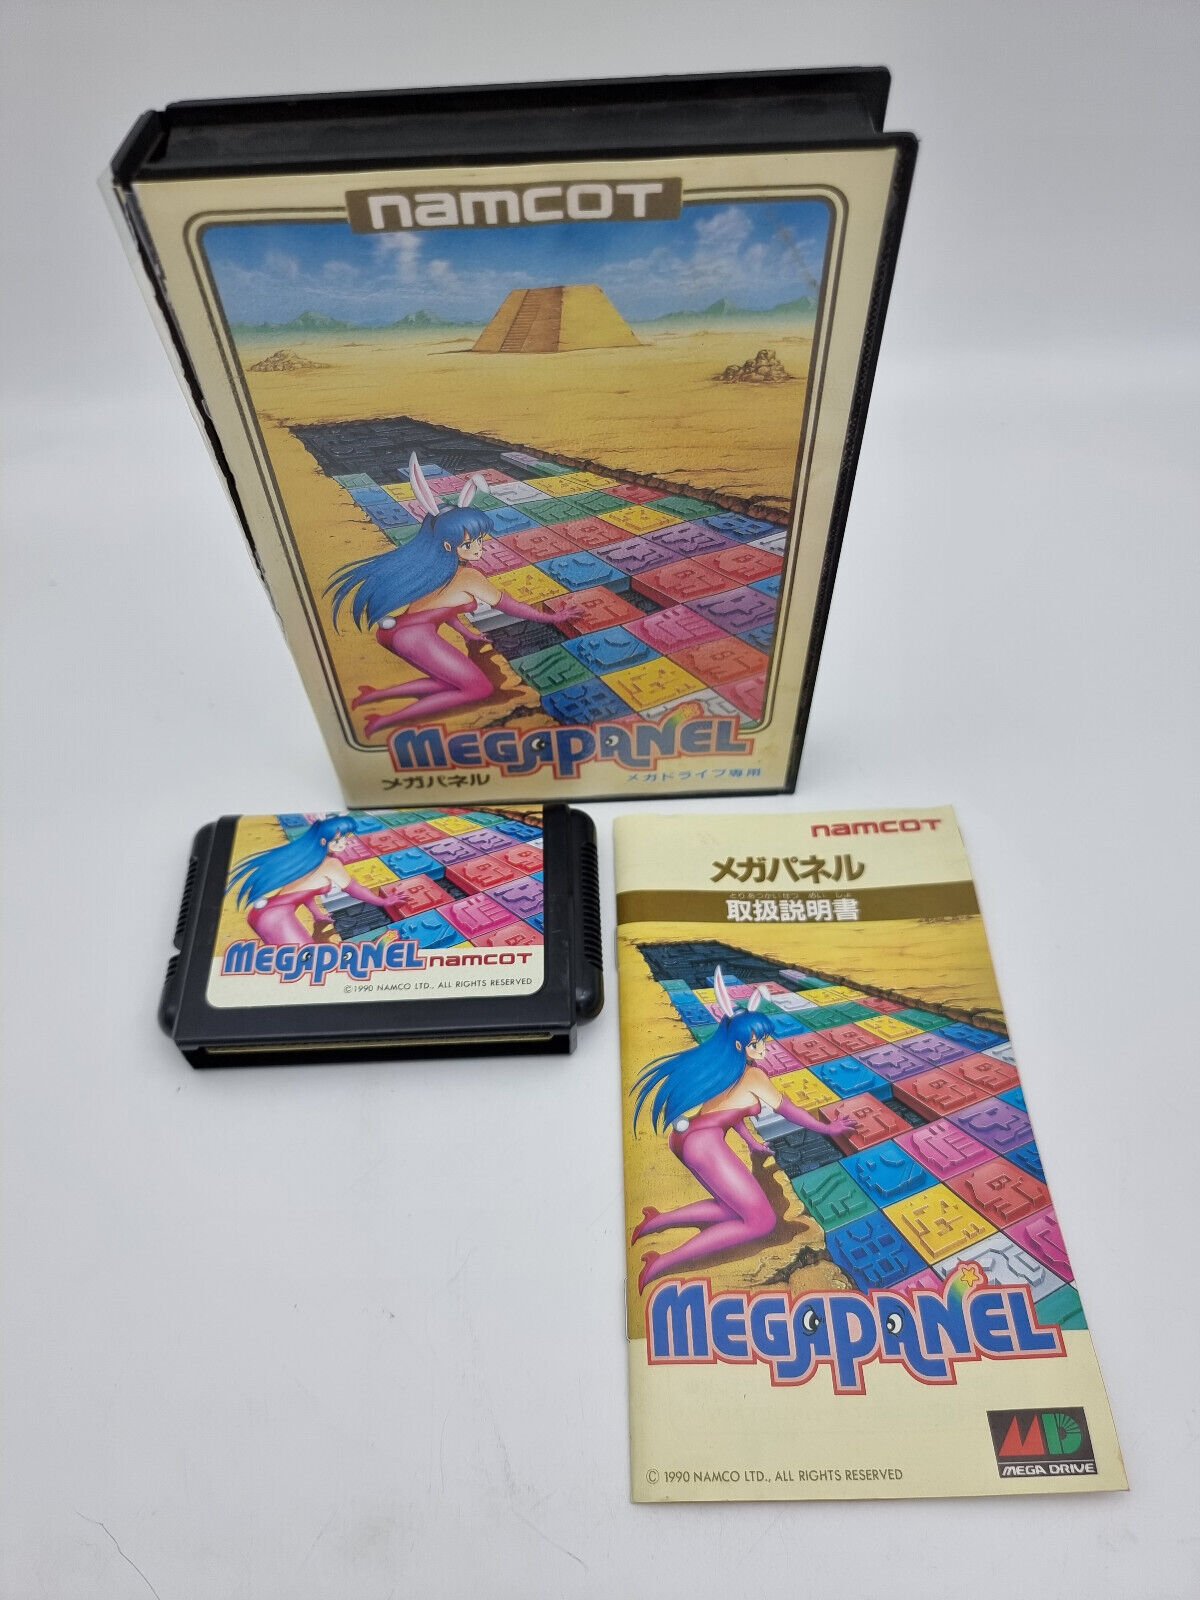 namcot
MEGAPANEL
メガパネル
メガドライブ専用
MEGAPANEL namcot
© 1990 NAMCO LTD., ALL RIGHTS RESERVED
namcot
メガパネル
とりあつかいせつ めい しょ
取扱説明書
MEGAPANEL
© 1990 NAMCO LTD., ALL RIGHTS RESERVED
MD
MEGA DRIVE